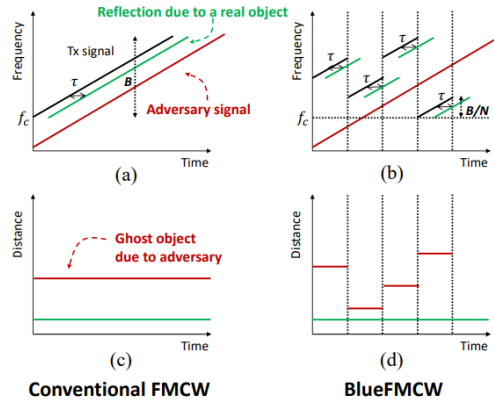 Reflection due to a real object
Frequency
Tx signal
τ
B
Adversary signal
f_c
Time
(a)
Frequency
τ
τ
τ
τ
f_c
B/N
Time
(b)
Distance
Ghost object
due to adversary
Time
(c)
Distance
Time
(d)
Conventional FMCW
BlueFMCW